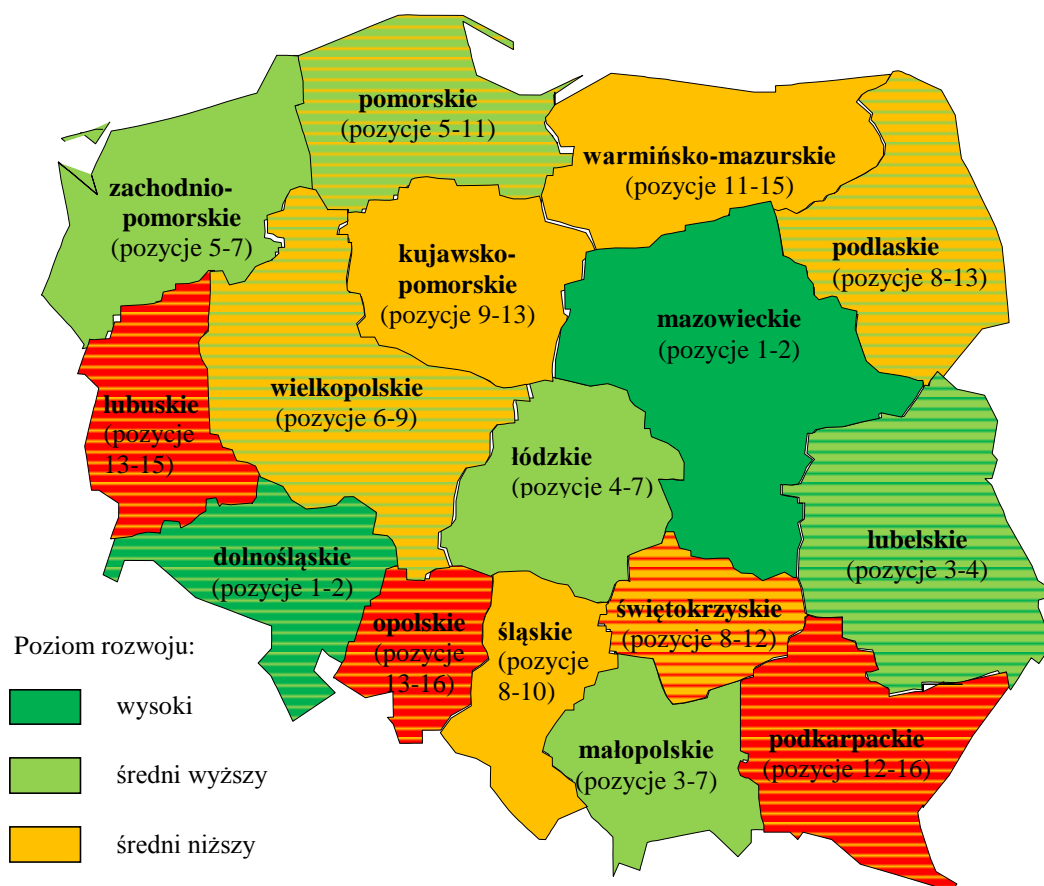 pomorskie
(pozycje 5-11)
warmińsko-mazurskie
(pozycje 11-15)
zachodnio-
pomorskie
(pozycje 5-7)
kujawsko-
pomorskie
(pozycje 9-13)
podlaskie
(pozycje 8-13)
mazowieckie
(pozycje 1-2)
wielkopolskie
(pozycje 6-9)
lubuskie
(pozycje
13-15)
łódzkie
(pozycje 4-7)
lubelskie
(pozycje 3-4)
dolnośląskie
(pozycje 1-2)
opolskie
(pozycje
13-16)
śląskie
(pozycje
8-10)
świętokrzyskie
(pozycje 8-12)
małopolskie
(pozycje 3-7)
podkarpackie
(pozycje 12-16)
Poziom rozwoju:
wysoki
średni wyższy
średni niższy